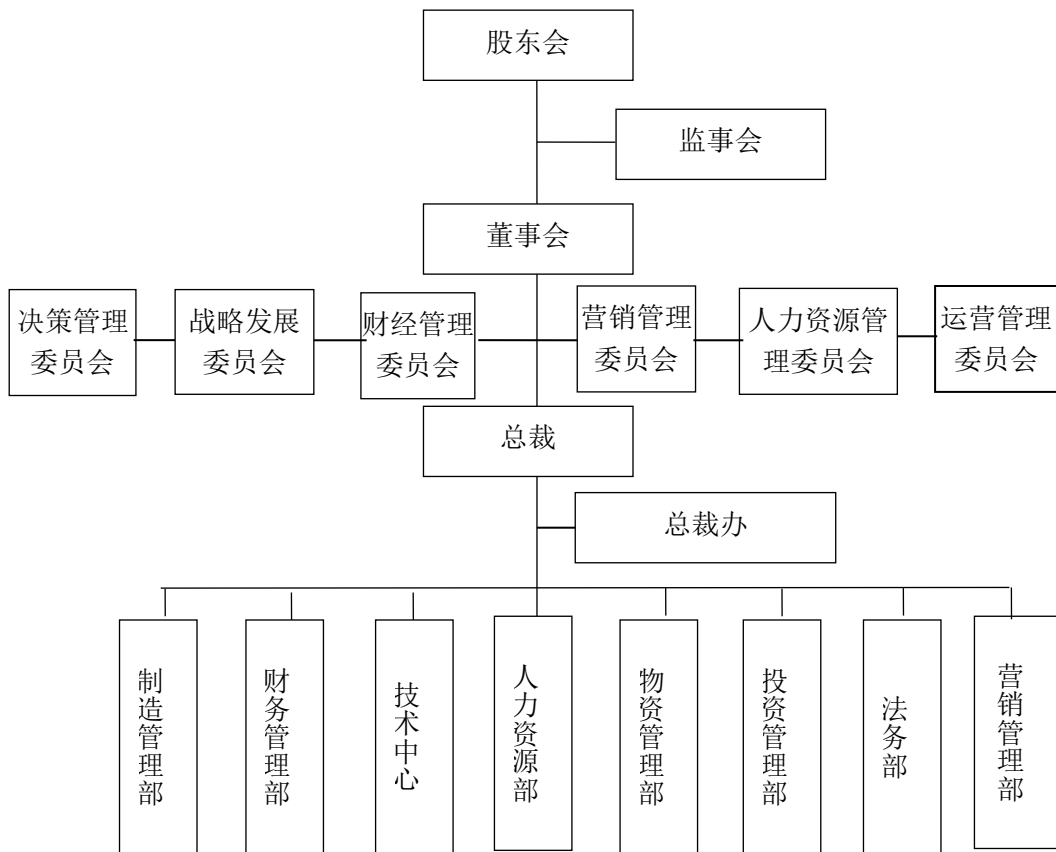 股东会
监事会
董事会
决策管理
委员会
战略发展
委员会
财经管理
委员会
营销管理
委员会
人力资源管
理委员会
运营管理
委员会
总裁
总裁办
制造管理部
财务管理部
技术中心
人力资源部
物资管理部
投资管理部
法务部
营销管理部